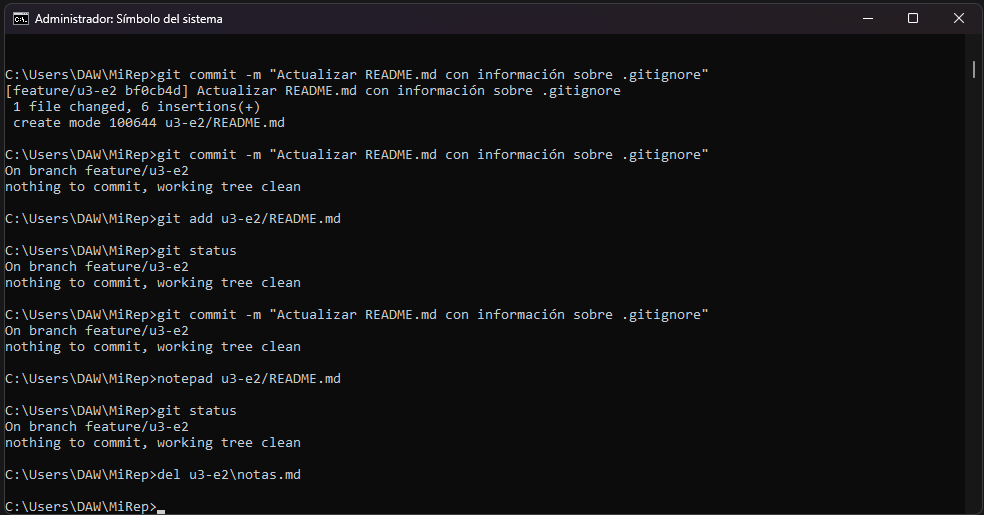 Administrador: Símbolo del sistema
C:\Users\DAW\MiRep>git commit -m "Actualizar README.md con información sobre .gitignore"
[feature/u3-e2 bf0cb4d] Actualizar README.md con información sobre .gitignore
 1 file changed, 6 insertions(+)
 create mode 100644 u3-e2/README.md
C:\Users\DAW\MiRep>git commit -m "Actualizar README.md con información sobre .gitignore"
On branch feature/u3-e2
nothing to commit, working tree clean
C:\Users\DAW\MiRep>git add u3-e2/README.md
C:\Users\DAW\MiRep>git status
On branch feature/u3-e2
nothing to commit, working tree clean
C:\Users\DAW\MiRep>git commit -m "Actualizar README.md con información sobre .gitignore"
On branch feature/u3-e2
nothing to commit, working tree clean
C:\Users\DAW\MiRep>notepad u3-e2/README.md
C:\Users\DAW\MiRep>git status
On branch feature/u3-e2
nothing to commit, working tree clean
C:\Users\DAW\MiRep>del u3-e2\notas.md
C:\Users\DAW\MiRep>